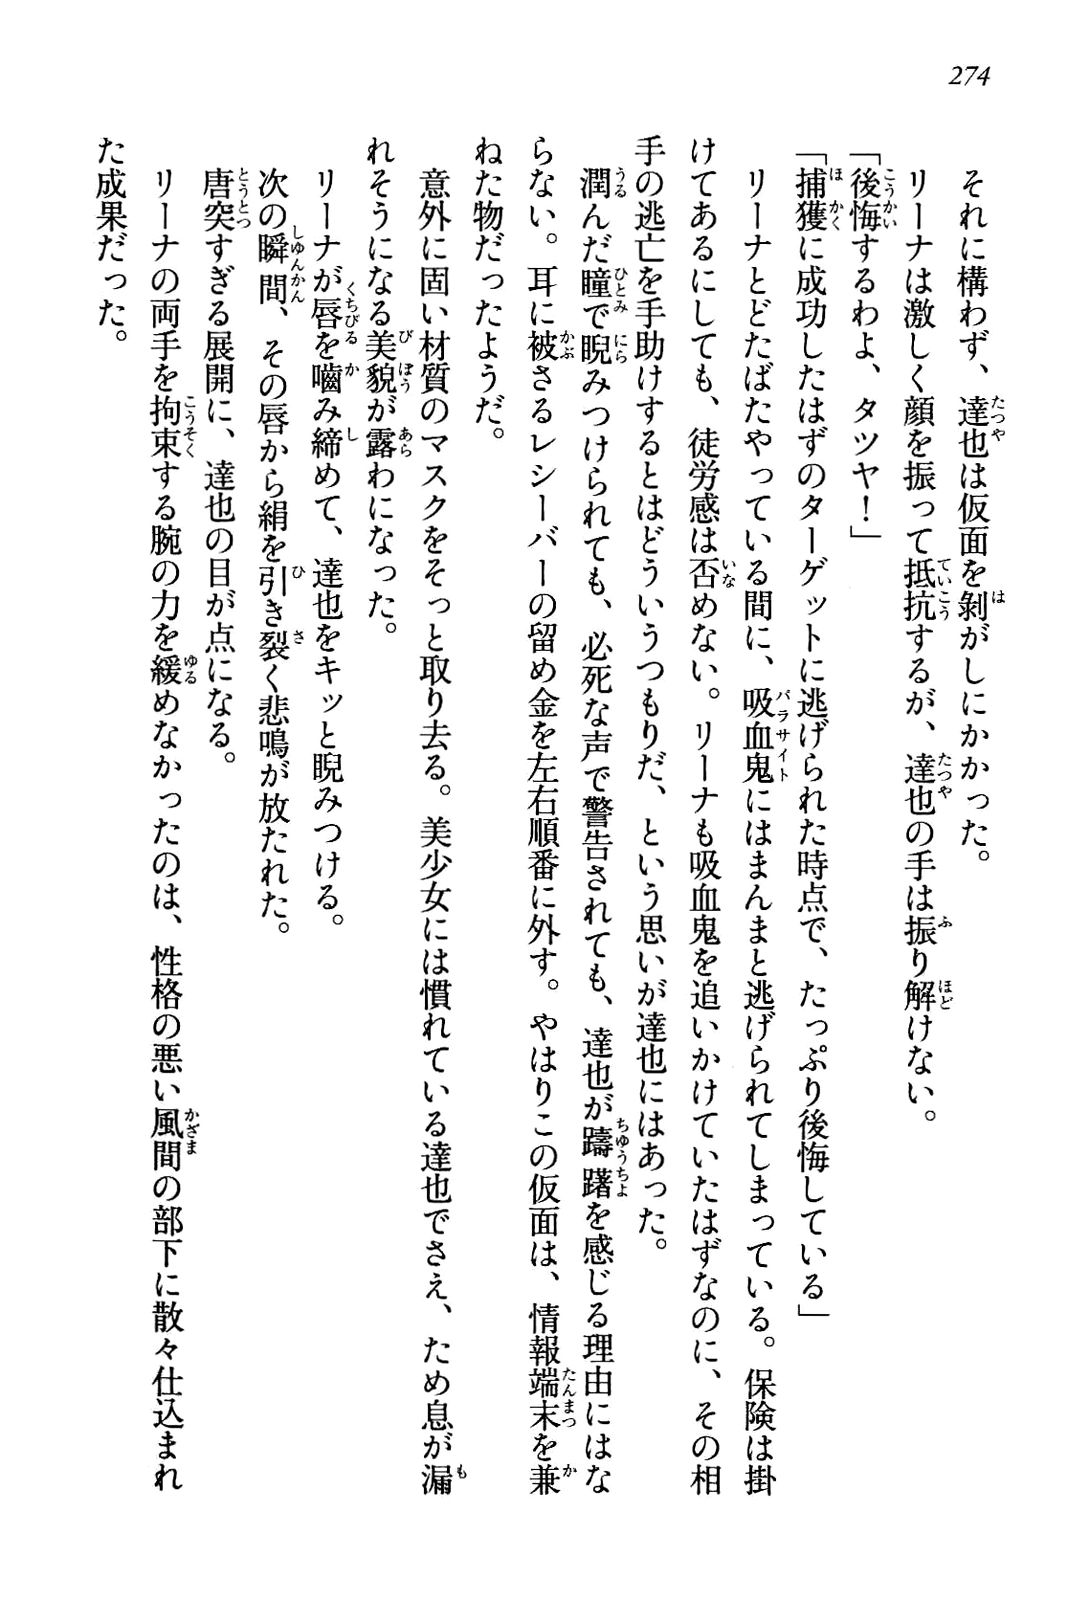 274
それに構わず、達也は仮面を剝がしにかかった。
リーナは激しく顔を振って抵抗するが、達也の手は振り解けない。
「後悔するわよ、タツヤ！」
「捕獲に成功したはずのターゲットに逃げられた時点で、たっぷり後悔している」
リーナとどたばたやっている間に、吸血鬼にはまんまと逃げられてしまっている。保険は掛
けてあるにしても、徒労感は否めない。リーナも吸血鬼を追いかけていたはずなのに、その相
手の逃亡を手助けするとはどういうつもりだ、という思いが達也にはあった。
潤んだ瞳で睨みつけられても、必死な声で警告されても、達也が躊躇を感じる理由にはな
らない。耳に被さるレシーバーの留め金を左右順番に外す。やはりこの仮面は、情報端末を兼
ねた物だったようだ。
意外に固い材質のマスクをそっと取り去る。美少女には慣れている達也でさえ、ため息が漏
れそうになる美貌が露わになった。
リーナが唇を嚙み締めて、達也をキッと睨みつける。
次の瞬間、その唇から絹を引き裂く悲鳴が放たれた。
唐突すぎる展開に、達也の目が点になる。
リーナの両手を拘束する腕の力を緩めなかったのは、性格の悪い風間の部下に散々仕込まれ
た成果だった。